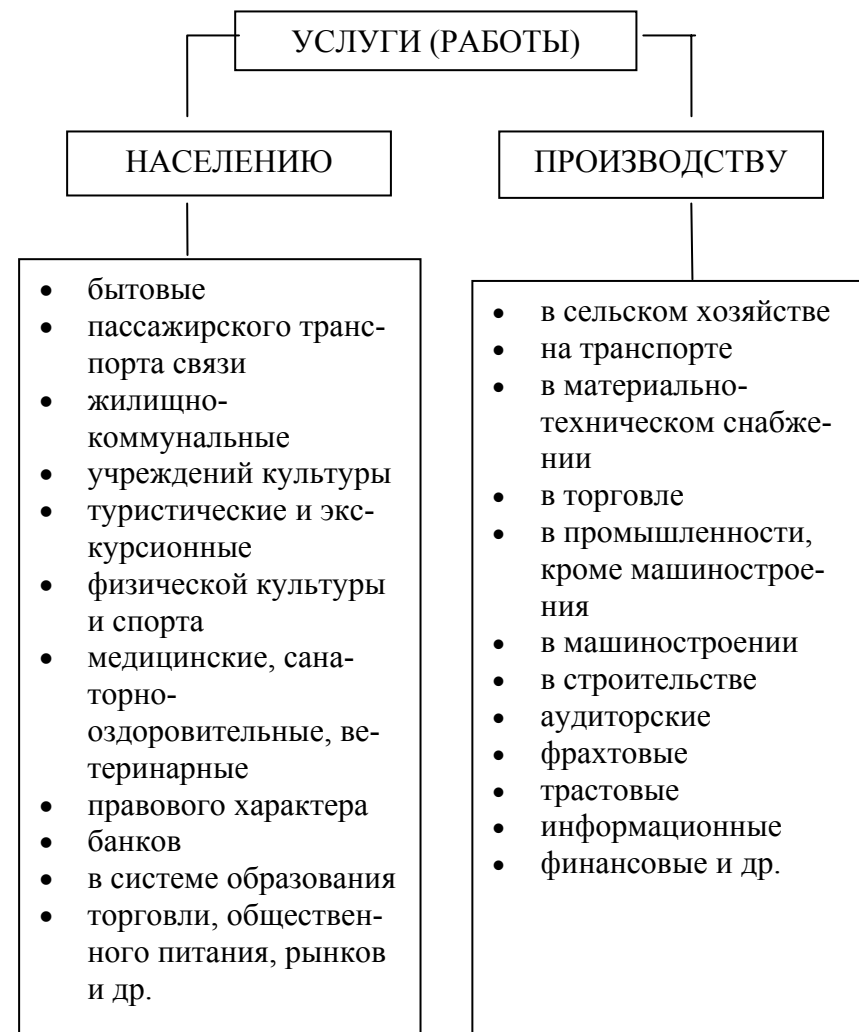 УСЛУГИ (РАБОТЫ)
НАСЕЛЕНИЮ
ПРОИЗВОДСТВУ
• бытовые
• пассажирского транс-
порта связи
• жилищно-
коммунальные
• учреждений культуры
• туристические и экс-
курсионные
• физической культуры
и спорта
• медицинские, сана-
торно-
оздоровительные, ве-
теринарные
• правового характера
• банков
• в системе образования
• торговли, обществен-
ного питания, рынков
и др.
• в сельском хозяйстве
• на транспорте
• в материально-
техническом снабже-
нии
• в торговле
• в промышленности,
кроме машинострое-
ния
• в машиностроении
• в строительстве
• аудиторские
• фрахтовые
• трастовые
• информационные
• финансовые и др.